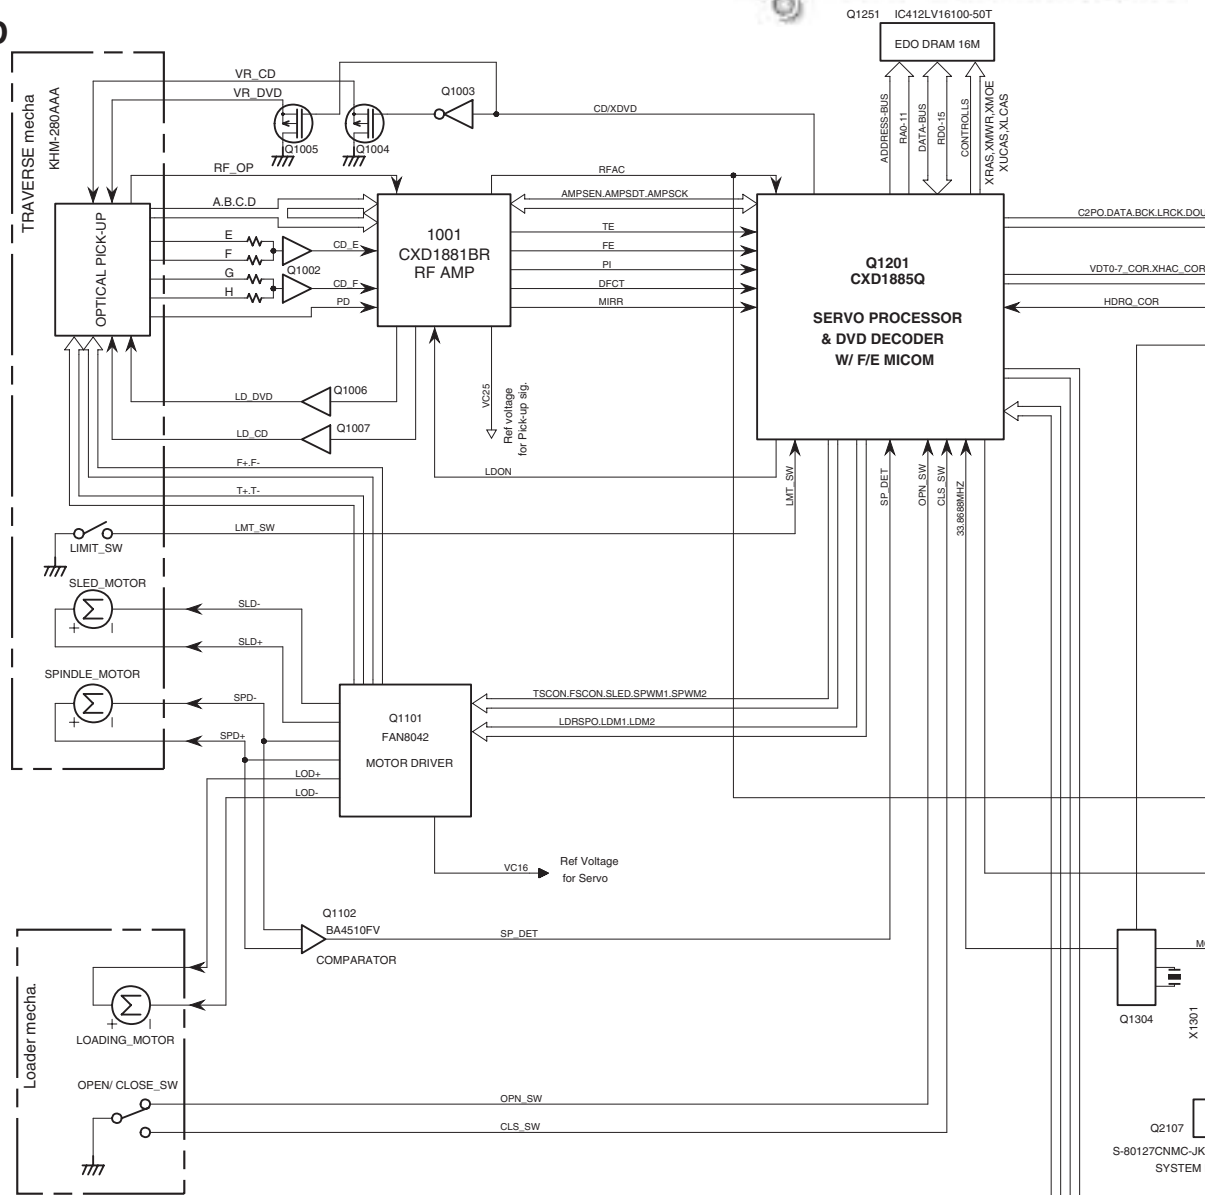 D
Q1251 IC412LV16100-50T
EDO DRAM 16M
TRAVERSE mecha
KHM-280AAA
VR_CD
VR_DVD
Q1003
Q1005
Q1004
CD/XDVD
ADDRESS-BUS
RA0-11
DATA-BUS
RD0-15
CONTROLLS
XRAS,XMWR,XMOE
XUCAS,XLCAS
RF_OP
RFAC
A.B.C.D
AMPSEN.AMPSDT.AMPSCK
OPTICAL PICK-UP
E
F
G
H
Q1002
CD_E
CD_F
PD
1001
CXD1881BR
RF AMP
TE
FE
PI
DFCT
MIRR
Q1201
CXD1885Q
SERVO PROCESSOR
& DVD DECODER
W/ F/E MICOM
C2PO.DATA.BCK.LRCK.DOU
VDT0-7_COR.XHAC_COR
HDRQ_COR
LD_DVD
Q1006
LD_CD
Q1007
VC25
Ref voltage
for Pick-up sig.
LDON
F+.F-
T+.T-
LMT_SW
SP_DET
OPN_SW
CLS_SW
33.8688MHZ
LMT_SW
LIMIT_SW
SLED_MOTOR
+
SLD-
SLD+
SPINDLE_MOTOR
+
SPD-
SPD+
Q1101
FAN8042
MOTOR DRIVER
TSCON.FSCON.SLED.SPWM1.SPWM2
LDRSPO.LDM1.LDM2
LOD+
LOD-
VC16
Ref Voltage
for Servo
Q1102
BA4510FV
COMPARATOR
SP_DET
Loader mecha.
+
LOADING_MOTOR
OPEN/ CLOSE_SW
OPN_SW
CLS_SW
Q1304
X1301
Q2107
S-80127CNMC-JK
SYSTEM